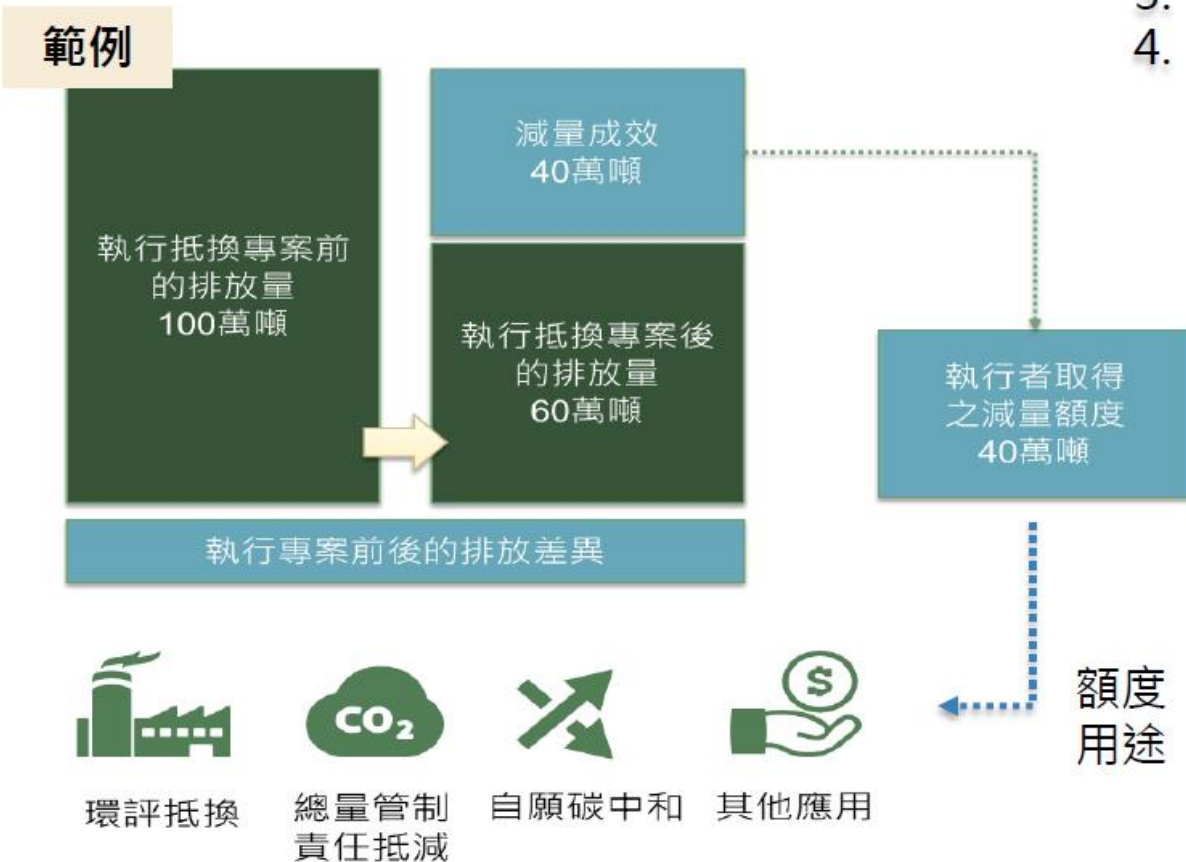 範例
4.
執行抵換專案前
的排放量
100萬噸
減量成效
40萬噸
執行抵換專案後
的排放量
60萬噸
執行者取得
之減量額度
40萬噸
執行專案前後的排放差異
額度
用途
CO₂
$
環評抵換
總量管制
責任抵減
自願碳中和
其他應用